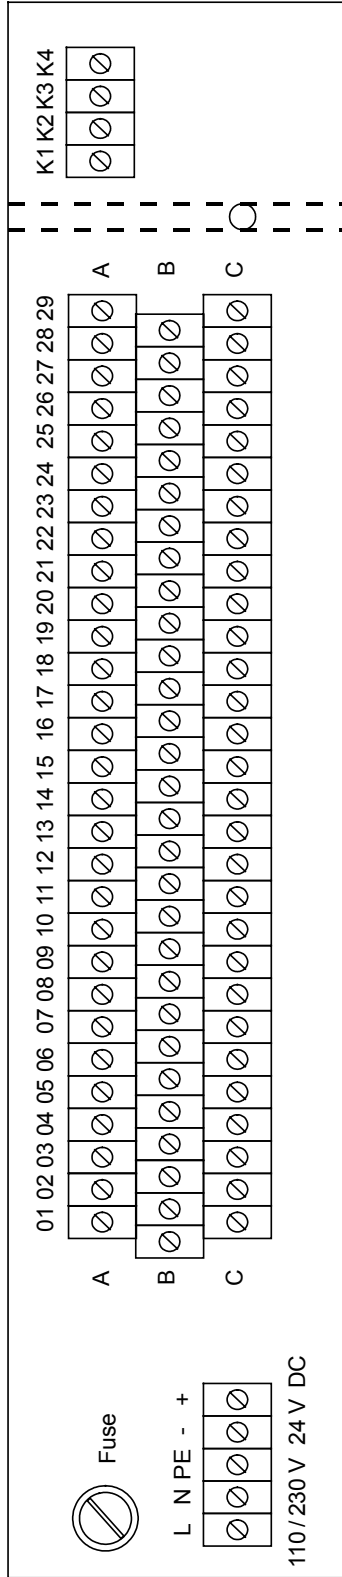 01 02 03 04 05 06 07 08 09 10 11 12 13 14 15 16 17 18 19 20 21 22 23 24 25 26 27 28 29 K1 K2 K3 K4
Fuse A A
B B
L N PE - +
C C
110 / 230 V 24 V DC